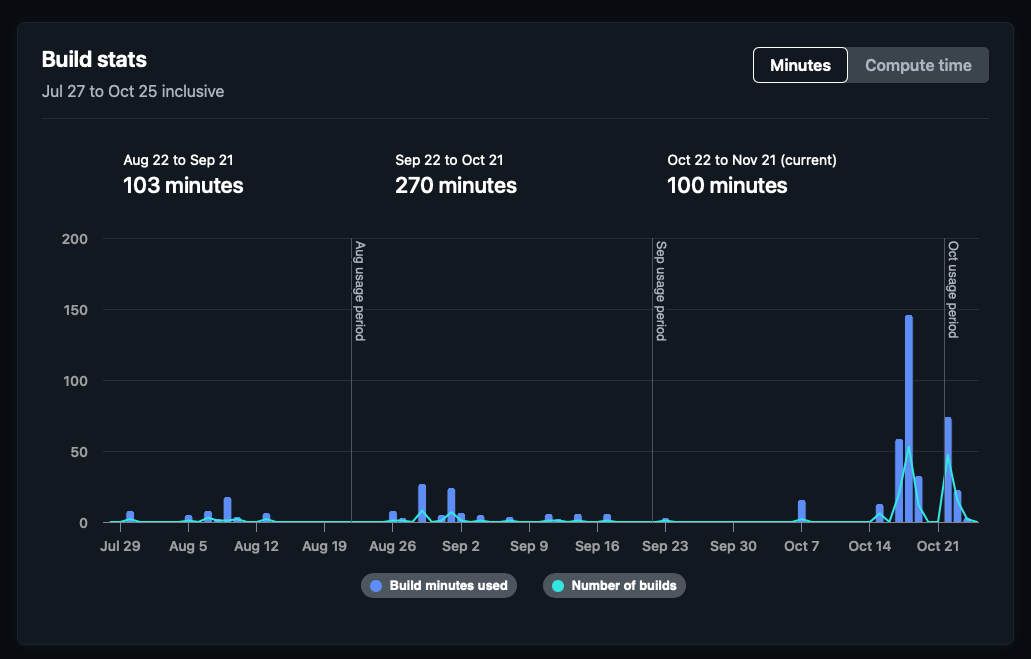 Build stats
Minutes
Compute time
Jul 27 to Oct 25 inclusive
Aug 22 to Sep 21
Sep 22 to Oct 21
Oct 22 to Nov 21 (current)
103 minutes
270 minutes
100 minutes
200
150
100
50
0
Aug usage period
Sep usage period
Oct usage period
Jul 29
Aug 5
Aug 12
Aug 19
Aug 26
Sep 2
Sep 9
Sep 16
Sep 23
Sep 30
Oct 7
Oct 14
Oct 21
Build minutes used
Number of builds